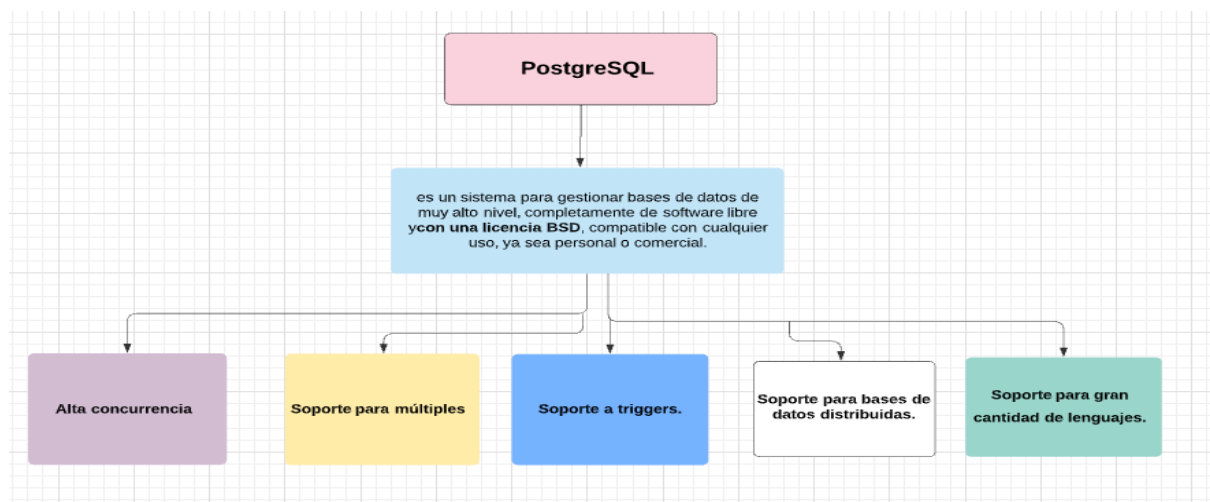 PostgreSQL
es un sistema para gestionar bases de datos de
muy alto nivel, completamente de software libre
ycon una licencia BSD, compatible con cualquier
uso, ya sea personal o comercial.
Alta concurrencia
Soporte para múltiples
Soporte a triggers.
Soporte para bases de
datos distribuidas.
Soporte para gran
cantidad de lenguajes.